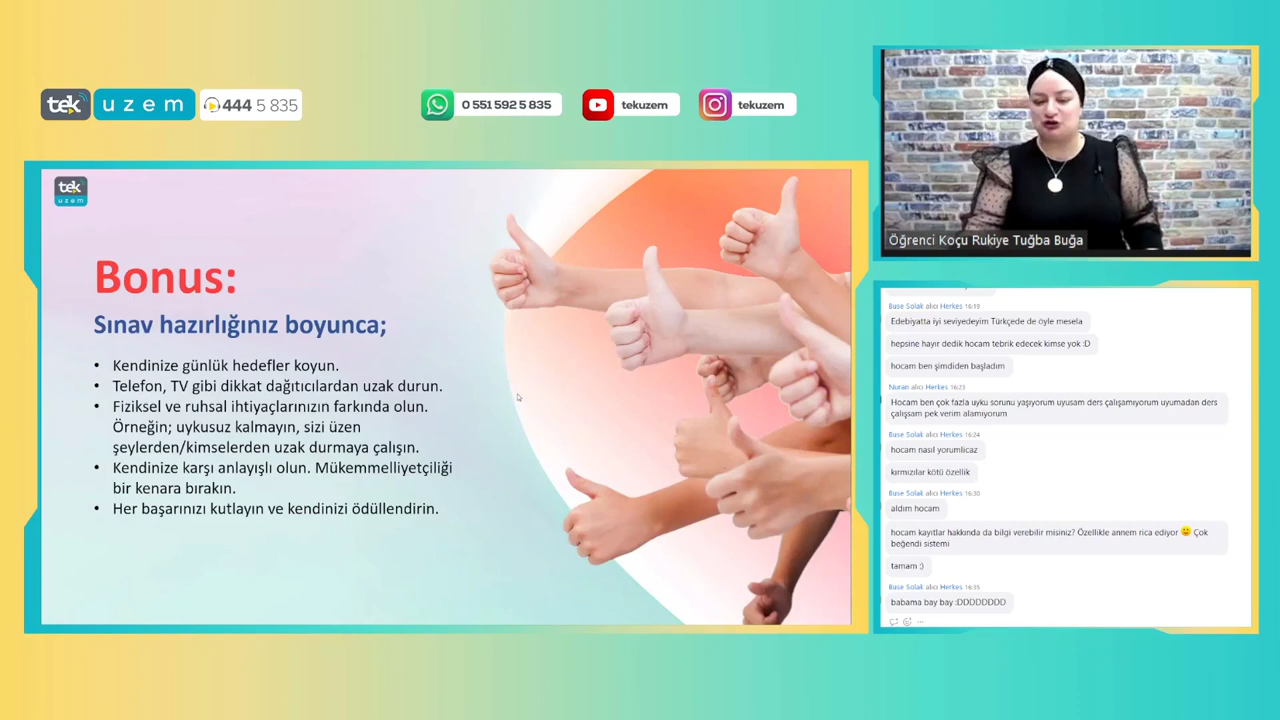 tek
uzem
444 5 835
0 551 592 5 835
tekuzem
tekuzem
tek
uzem
Bonus:
Sınav hazırlığınız boyunca;
• Kendinize günlük hedefler koyun.
• Telefon, TV gibi dikkat dağıtıcılardan uzak durun.
• Fiziksel ve ruhsal ihtiyaçlarınızın farkında olun.
Örneğin; uykusuz kalmayın, sizi üzen
şeylerden/kimselerden uzak durmaya çalışın.
• Kendinize karşı anlayışlı olun. Mükemmelliyetçiliği
bir kenara bırakın.
• Her başarınızı kutlayın ve kendinizi ödüllendirin.
Öğrenci Koçu Rukiye Tuğba Buğa
Buse Solak alıcı Herkes 16:19
Edebiyatta iyi seviyedeyim Türkçede de öyle mesela
hepsine hayır dedik hocam tebrik edecek kimse yok :D
hocam ben şimdiden başladım
Nuran alıcı Herkes 16:23
Hocam ben çok fazla uyku sorunu yaşıyorum uyusam ders çalışamıyorum uyumadan ders
çalışsam pek verim alamıyorum
Buse Solak alıcı Herkes 16:24
hocam nasıl yorumlicaz
kırmızılar kötü özellik
Buse Solak alıcı Herkes 16:30
aldım hocam
hocam kayıtlar hakkında da bilgi verebilir misiniz? Özellikle annem rica ediyor 🙂 Çok
beğendi sistemi
tamam :)
Buse Solak alıcı Herkes 16:35
babama bay bay :DDDDDDDD